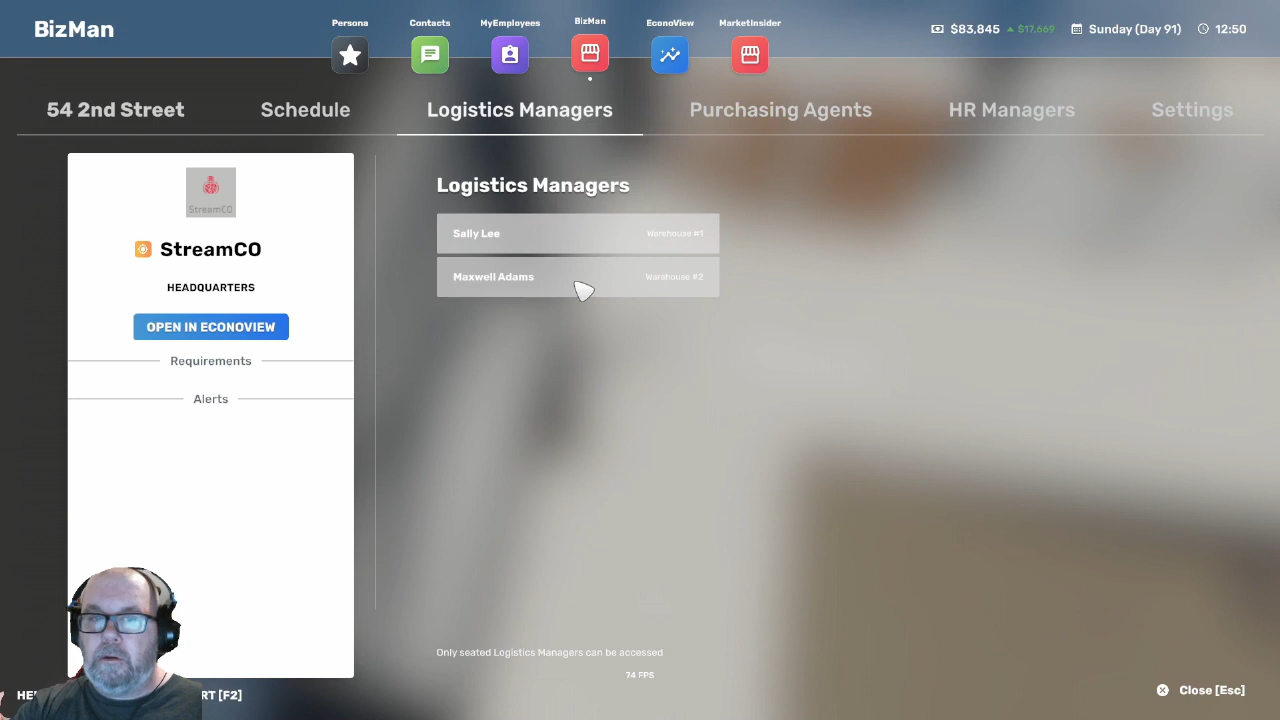 BizMan
Persona
Contacts
MyEmployees
BizMan
EconoView
MarketInsider
$83,845 $17,669
Sunday (Day 91)
12:50
54 2nd Street
Schedule
Logistics Managers
Purchasing Agents
HR Managers
Settings
StreamCO
StreamCO
HEADQUARTERS
OPEN IN ECONOVIEW
Requirements
Alerts
Logistics Managers
Sally Lee Warehouse #1
Maxwell Adams Warehouse #2
Only seated Logistics Managers can be accessed
74 FPS
[F2]
Close [Esc]